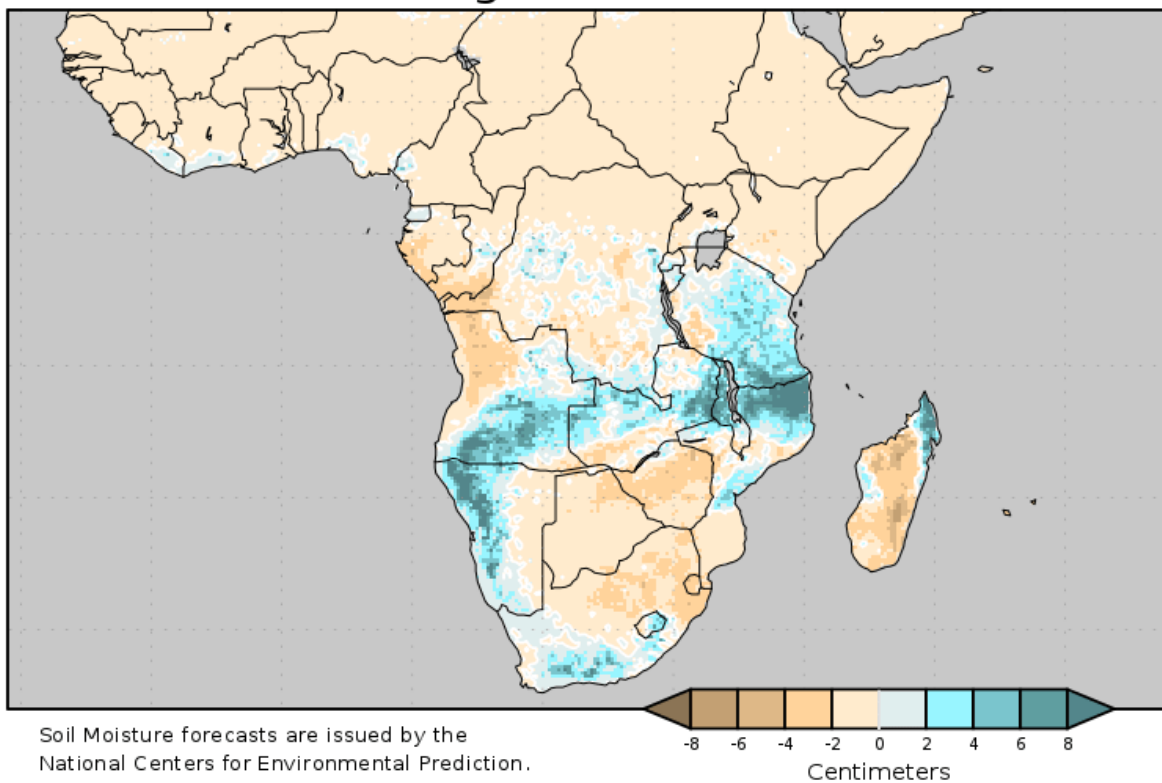 -8 -6 -4 -2 0 2 4 6 8
Centimeters
Soil Moisture forecasts are issued by the
National Centers for Environmental Prediction.